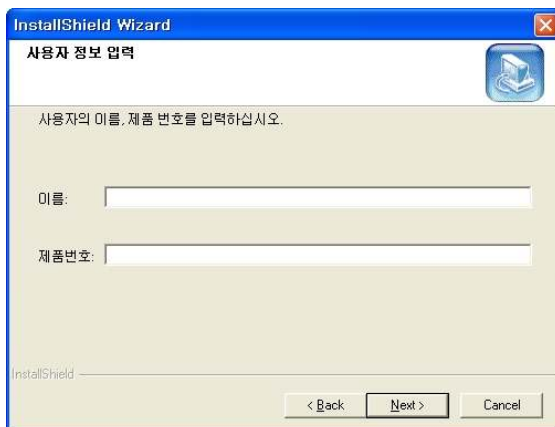 InstallShield Wizard
사용자 정보 입력
사용자의 이름, 제품 번호를 입력하십시오.
이름:
제품번호:
InstallShield
< Back
Next >
Cancel